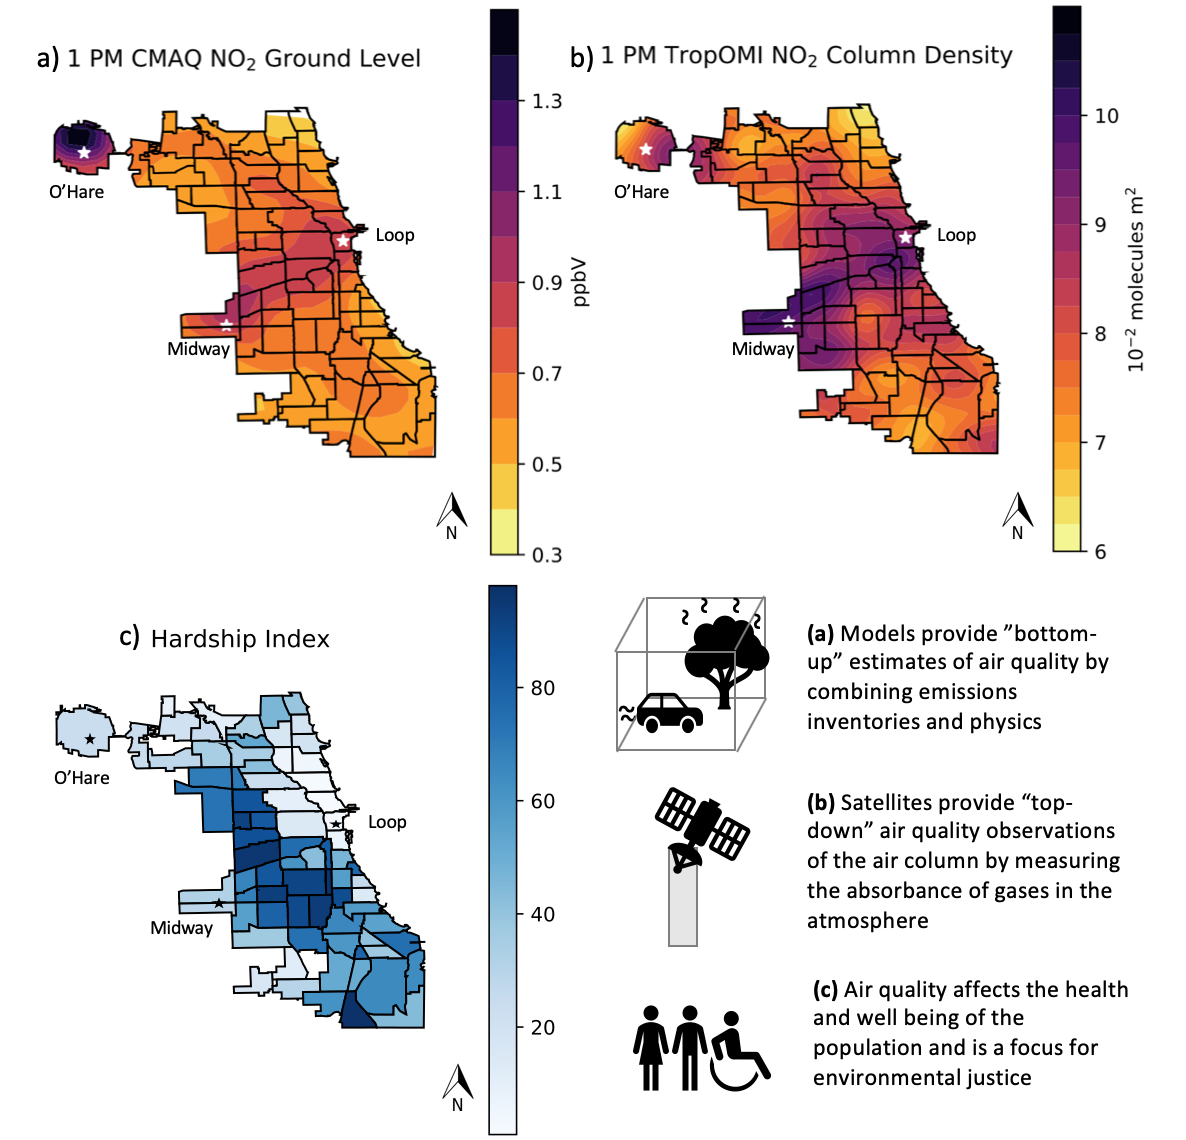 a) 1 PM CMAQ NO₂ Ground Level
1.3
1.1
0.9
0.7
0.5
0.3
ppbV
O’Hare
Loop
Midway
N
b) 1 PM TropOMI NO₂ Column Density
10
9
8
7
6
10⁻² molecules m²
O’Hare
Loop
Midway
N
c) Hardship Index
80
60
40
20
O’Hare
Loop
Midway
N
(a) Models provide ”bottom-
up” estimates of air quality by
combining emissions
inventories and physics
(b) Satellites provide “top-
down” air quality observations
of the air column by measuring
the absorbance of gases in the
atmosphere
(c) Air quality affects the health
and well being of the
population and is a focus for
environmental justice